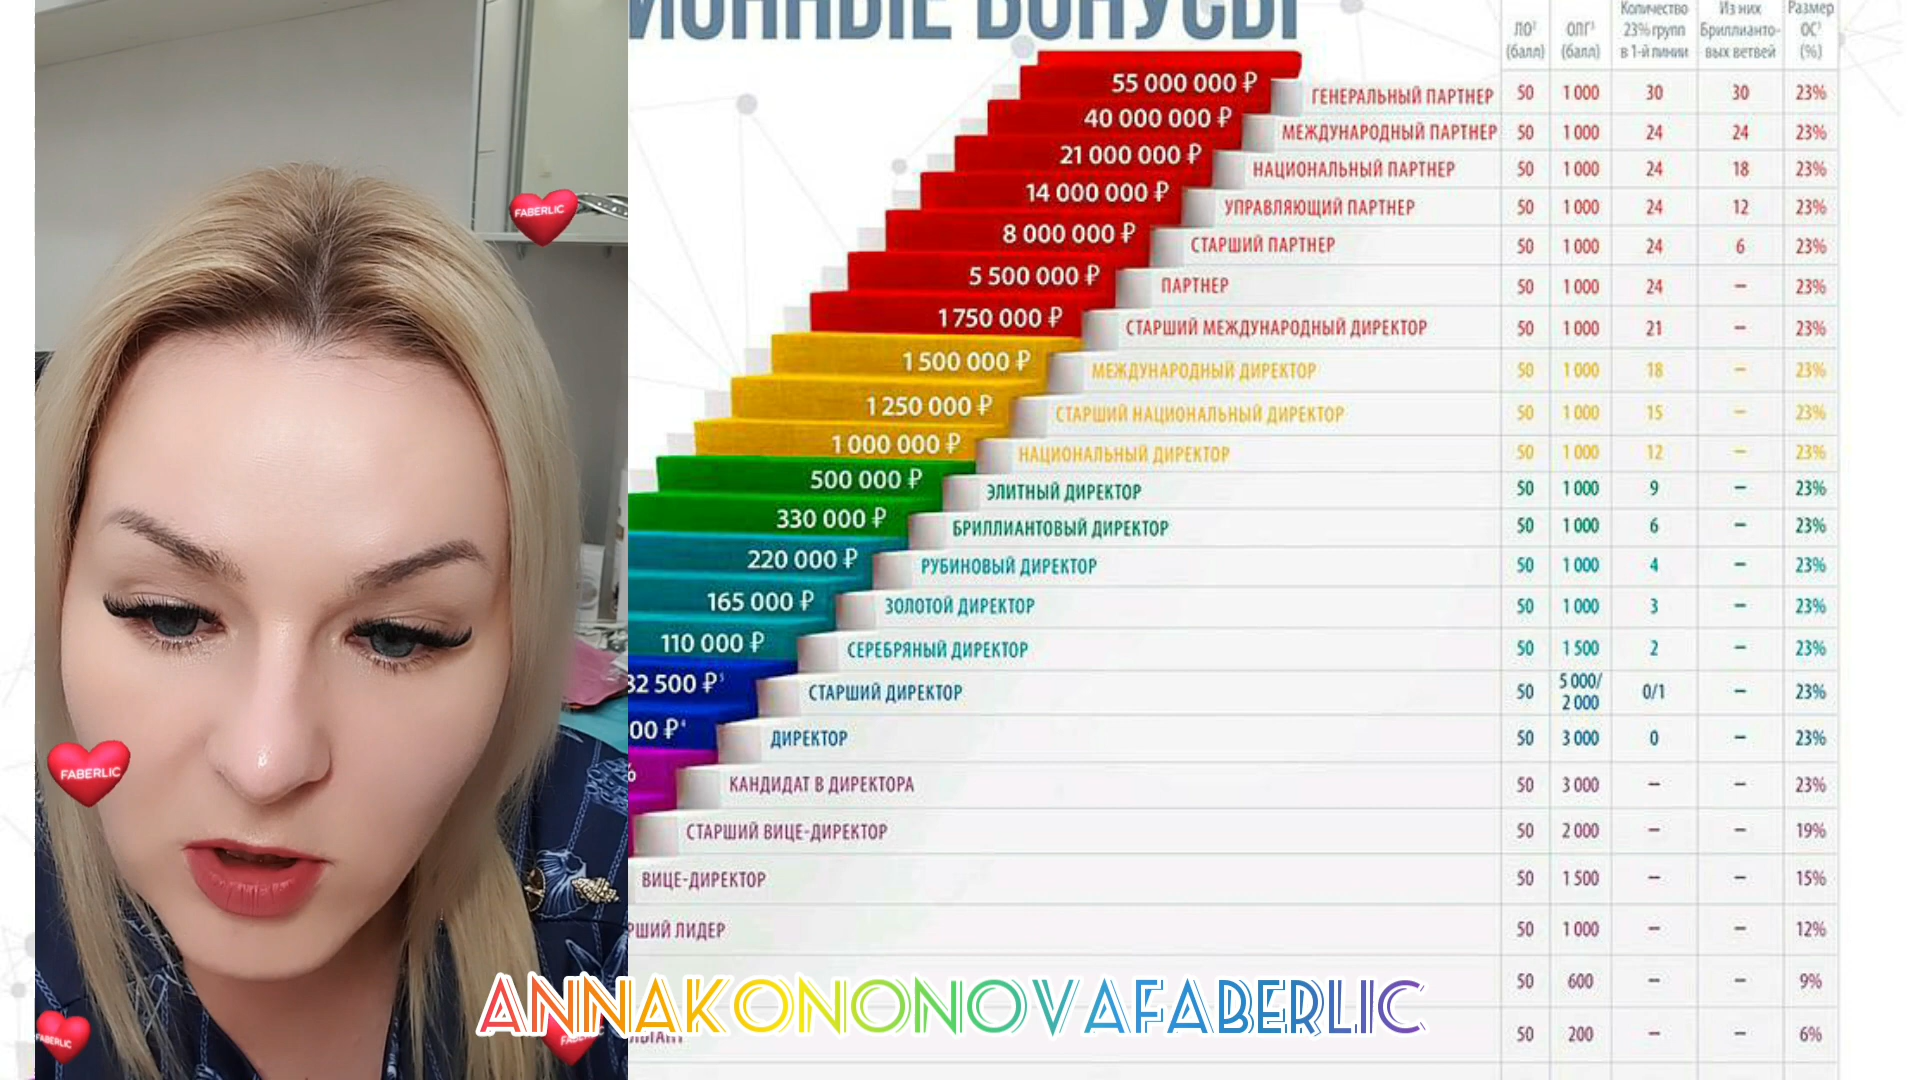 ИОННЫЕ БОНУСЫ
ЛО² (балл) ОЛГ³ (балл) Количество 23% групп в 1-й линии Из них Бриллианто-вых ветвей Размер ОС² (%)
55 000 000 ₽ ГЕНЕРАЛЬНЫЙ ПАРТНЕР 50 1 000 30 30 23%
40 000 000 ₽ МЕЖДУНАРОДНЫЙ ПАРТНЕР 50 1 000 24 24 23%
21 000 000 ₽ НАЦИОНАЛЬНЫЙ ПАРТНЕР 50 1 000 24 18 23%
14 000 000 ₽ УПРАВЛЯЮЩИЙ ПАРТНЕР 50 1 000 24 12 23%
8 000 000 ₽ СТАРШИЙ ПАРТНЕР 50 1 000 24 6 23%
5 500 000 ₽ ПАРТНЕР 50 1 000 24 – 23%
1 750 000 ₽ СТАРШИЙ МЕЖДУНАРОДНЫЙ ДИРЕКТОР 50 1 000 21 – 23%
1 500 000 ₽ МЕЖДУНАРОДНЫЙ ДИРЕКТОР 50 1 000 18 – 23%
1 250 000 ₽ СТАРШИЙ НАЦИОНАЛЬНЫЙ ДИРЕКТОР 50 1 000 15 – 23%
1 000 000 ₽ НАЦИОНАЛЬНЫЙ ДИРЕКТОР 50 1 000 12 – 23%
500 000 ₽ ЭЛИТНЫЙ ДИРЕКТОР 50 1 000 9 – 23%
330 000 ₽ БРИЛЛИАНТОВЫЙ ДИРЕКТОР 50 1 000 6 – 23%
220 000 ₽ РУБИНОВЫЙ ДИРЕКТОР 50 1 000 4 – 23%
165 000 ₽ ЗОЛОТОЙ ДИРЕКТОР 50 1 000 3 – 23%
110 000 ₽ СЕРЕБРЯНЫЙ ДИРЕКТОР 50 1 500 2 – 23%
82 500 ₽⁵ СТАРШИЙ ДИРЕКТОР 50 5 000/ 2 000 0/1 – 23%
00 ₽⁴ ДИРЕКТОР 50 3 000 0 – 23%
% КАНДИДАТ В ДИРЕКТОРА 50 3 000 – – 23%
СТАРШИЙ ВИЦЕ-ДИРЕКТОР 50 2 000 – – 19%
ВИЦЕ-ДИРЕКТОР 50 1 500 – – 15%
РШИЙ ЛИДЕР 50 1 000 – – 12%
50 600 – – 9%
50 200 – – 6%
FABERLIC
FABERLIC
FABERLIC
ANNAKONONOVAFABERLIC